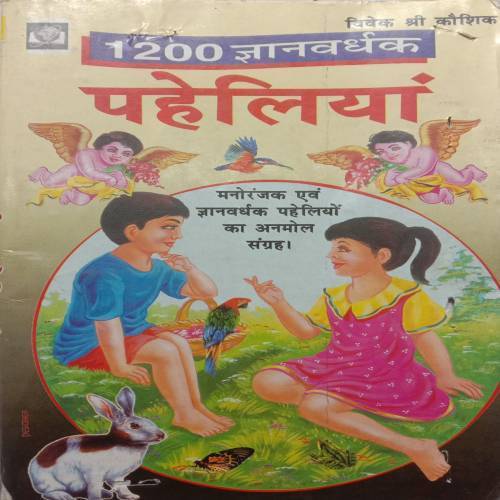 विवेक श्री कौशिक
1200 ज्ञानवर्धक
पहेलियां
मनोरंजक एवं
ज्ञानवर्धक पहेलियों
का अनमोल
संग्रह।